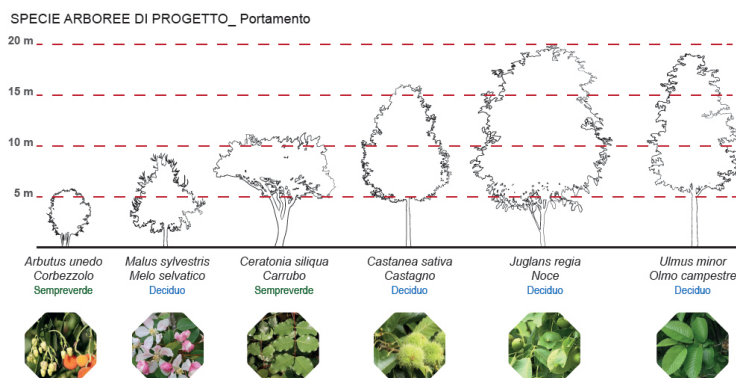 SPECIE ARBOREE DI PROGETTO_ Portamento
20 m
15 m
10 m
5 m
Arbutus unedo
Corbezzolo
Sempreverde
Malus sylvestris
Melo selvatico
Deciduo
Ceratonia siliqua
Carrubo
Sempreverde
Castanea sativa
Castagno
Deciduo
Juglans regia
Noce
Deciduo
Ulmus minor
Olmo campestre
Deciduo